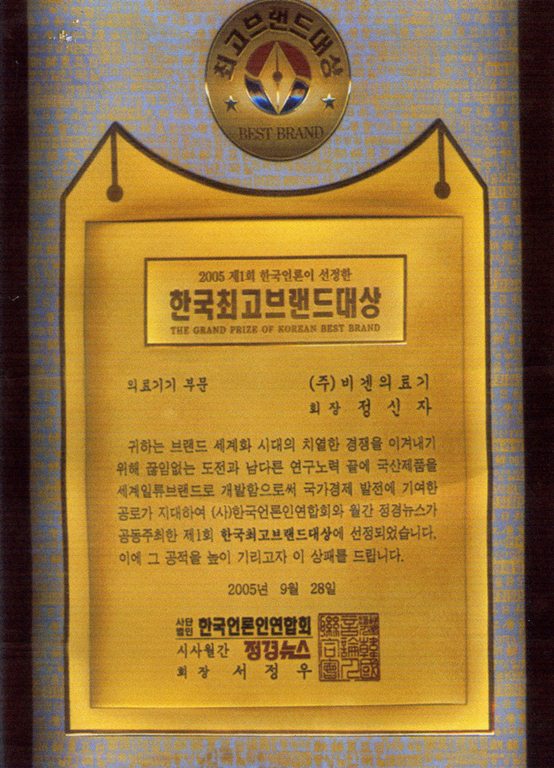 최고브랜드대상
BEST BRAND
2005 제1회 한국언론이 선정한
한국최고브랜드대상
THE GRAND PRIZE OF KOREAN BEST BRAND
의료기기 부문 (주)비겐의료기
회장 정신자
귀하는 브랜드 세계화 시대의 치열한 경쟁을 이겨내기
위해 끊임없는 도전과 남다른 연구노력 끝에 국산제품을
세계일류브랜드로 개발함으로써 국가경제 발전에 기여한
공로가 지대하여 (사)한국언론인연합회와 월간 정경뉴스가
공동주최한 제1회 한국최고브랜드대상에 선정되었습니다.
이에 그 공적을 높이 기리고자 이 상패를 드립니다.
2005년 9월 28일
사단법인 한국언론인연합회
시사월간 정경뉴스
회장 서정우